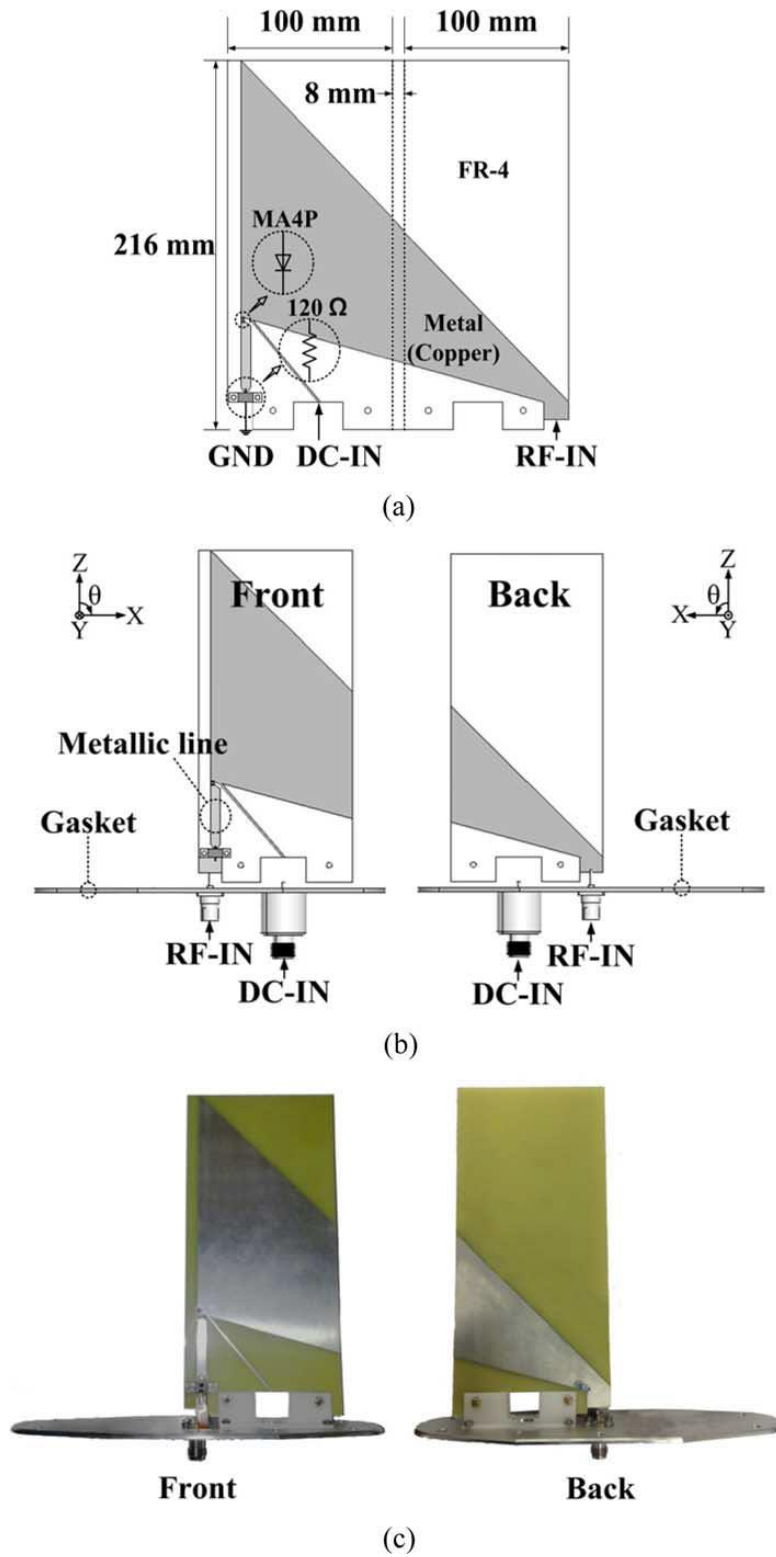 100 mm 100 mm
8 mm
FR-4
MA4P
216 mm
120 Ω
Metal
(Copper)
GND DC-IN RF-IN
(a)
Z θ X Y
Front Back
Z θ X Y
Metallic line
Gasket Gasket
RF-IN RF-IN
DC-IN DC-IN
(b)
Front Back
(c)